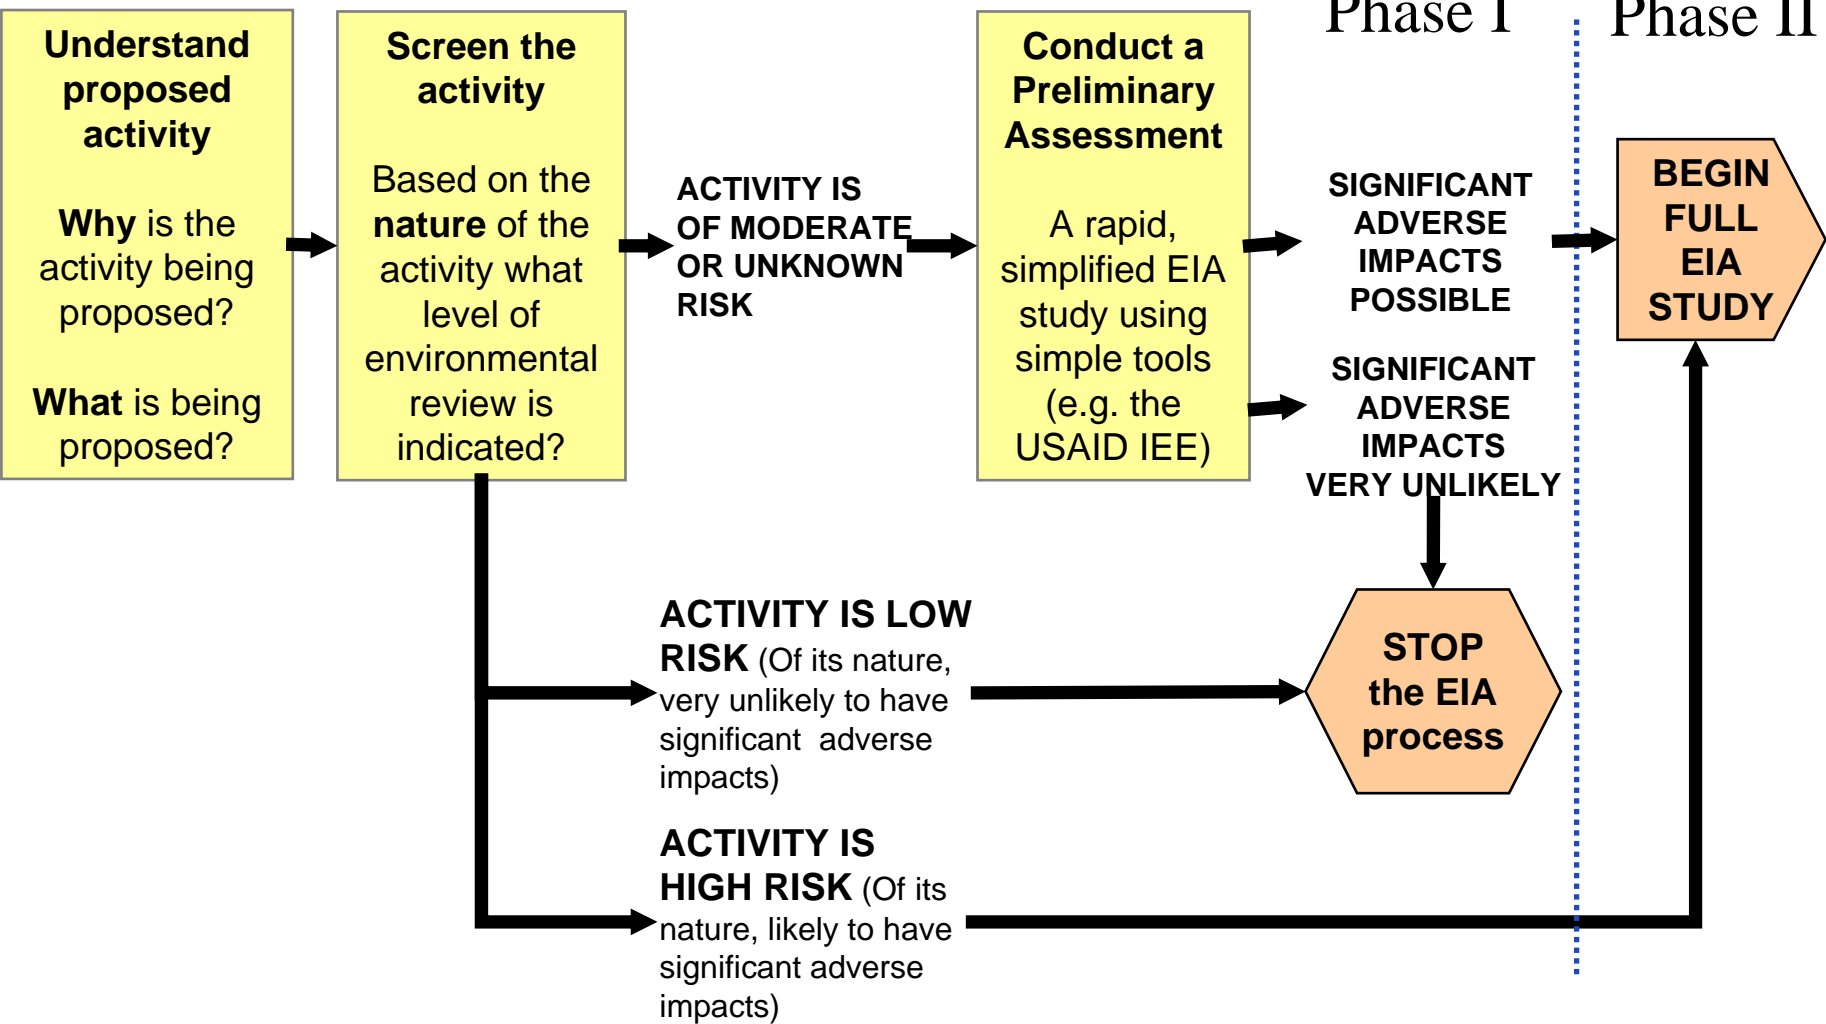 Phase I
Phase II
Understand
proposed
activity
Why is the
activity being
proposed?
What is being
proposed?
Screen the
activity
Based on the
nature of the
activity what
level of
environmental
review is
indicated?
ACTIVITY IS
OF MODERATE
OR UNKNOWN
RISK
Conduct a
Preliminary
Assessment
A rapid,
simplified EIA
study using
simple tools
(e.g. the
USAID IEE)
SIGNIFICANT
ADVERSE
IMPACTS
POSSIBLE
SIGNIFICANT
ADVERSE
IMPACTS
VERY UNLIKELY
BEGIN
FULL
EIA
STUDY
ACTIVITY IS LOW
RISK (Of its nature,
very unlikely to have
significant adverse
impacts)
STOP
the EIA
process
ACTIVITY IS
HIGH RISK (Of its
nature, likely to have
significant adverse
impacts)